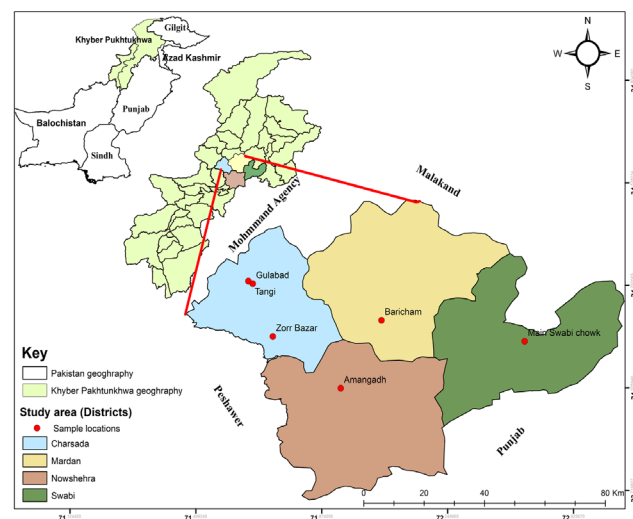 Gilgit
Khyber Pukhtukhwa
Azad Kashmir
Punjab
Balochistan
Sindh
N
W
E
S
Malakand
Mohmmand Agency
Gulabad
Tangi
Zorr Bazar
Baricham
Main Swabi chowk
Amangadh
Peshawer
Punjab
Key
Pakistan geoghraphy
Khyber Pakhtunkhwa geoghraphy
Study area (Districts)
Sample locations
Charsada
Mardan
Nowshehra
Swabi
0 20 40 80 Km